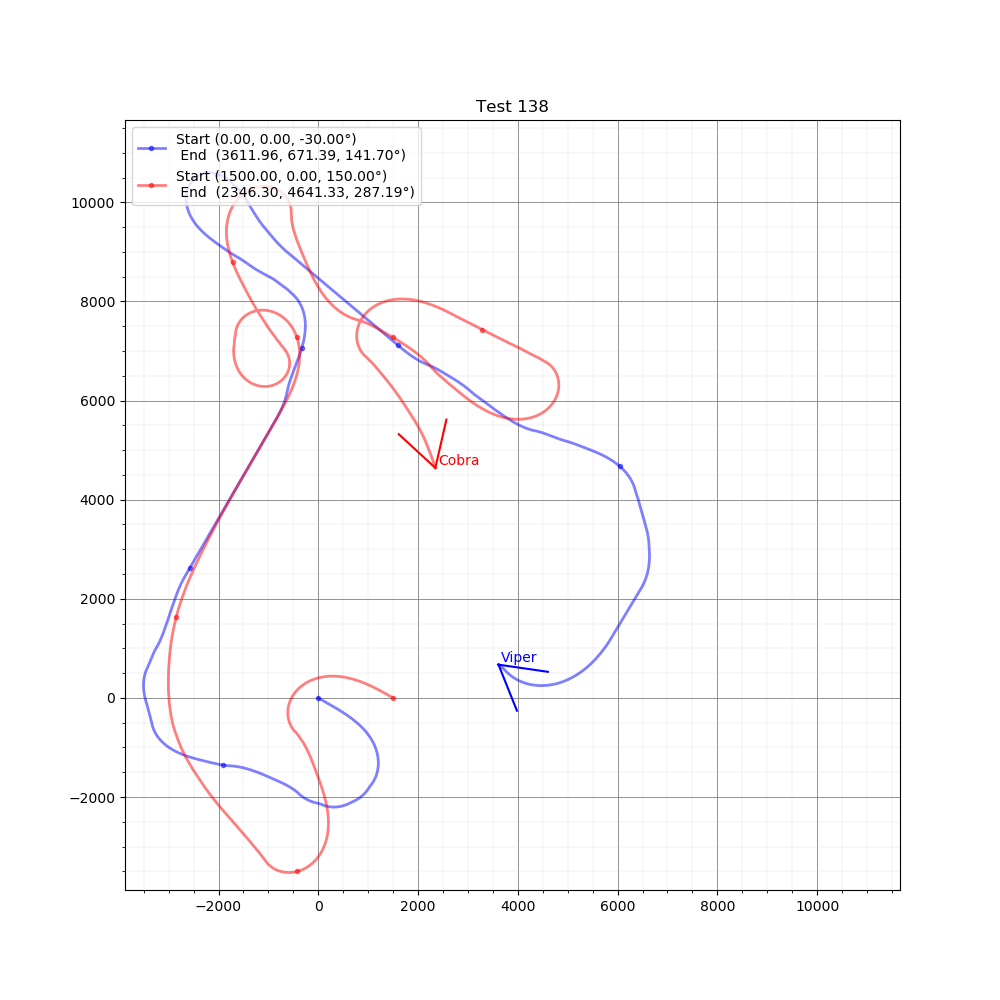 Test 138
Start (0.00, 0.00, -30.00°)
End (3611.96, 671.39, 141.70°)
Start (1500.00, 0.00, 150.00°)
End (2346.30, 4641.33, 287.19°)
10000
8000
6000
4000
2000
0
−2000
Cobra
Viper
−2000 0 2000 4000 6000 8000 10000